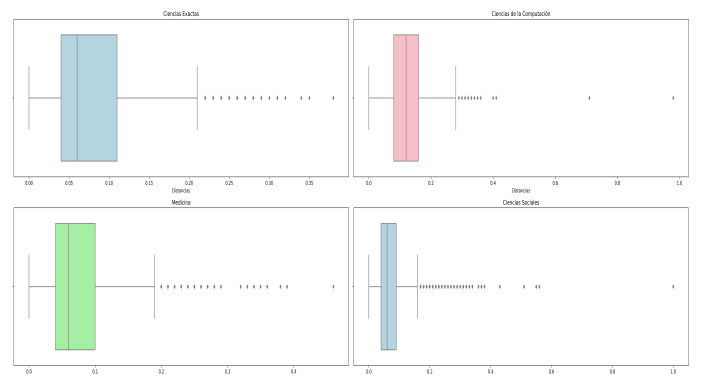 Ciencias Exactas
0.00 0.05 0.10 0.15 0.20 0.25 0.30 0.35
Distancias
Ciencias de la Computación
0.0 0.2 0.4 0.6 0.8 1.0
Distancias
Medicina
0.0 0.1 0.2 0.3 0.4
Ciencias Sociales
0.0 0.2 0.4 0.6 0.8 1.0